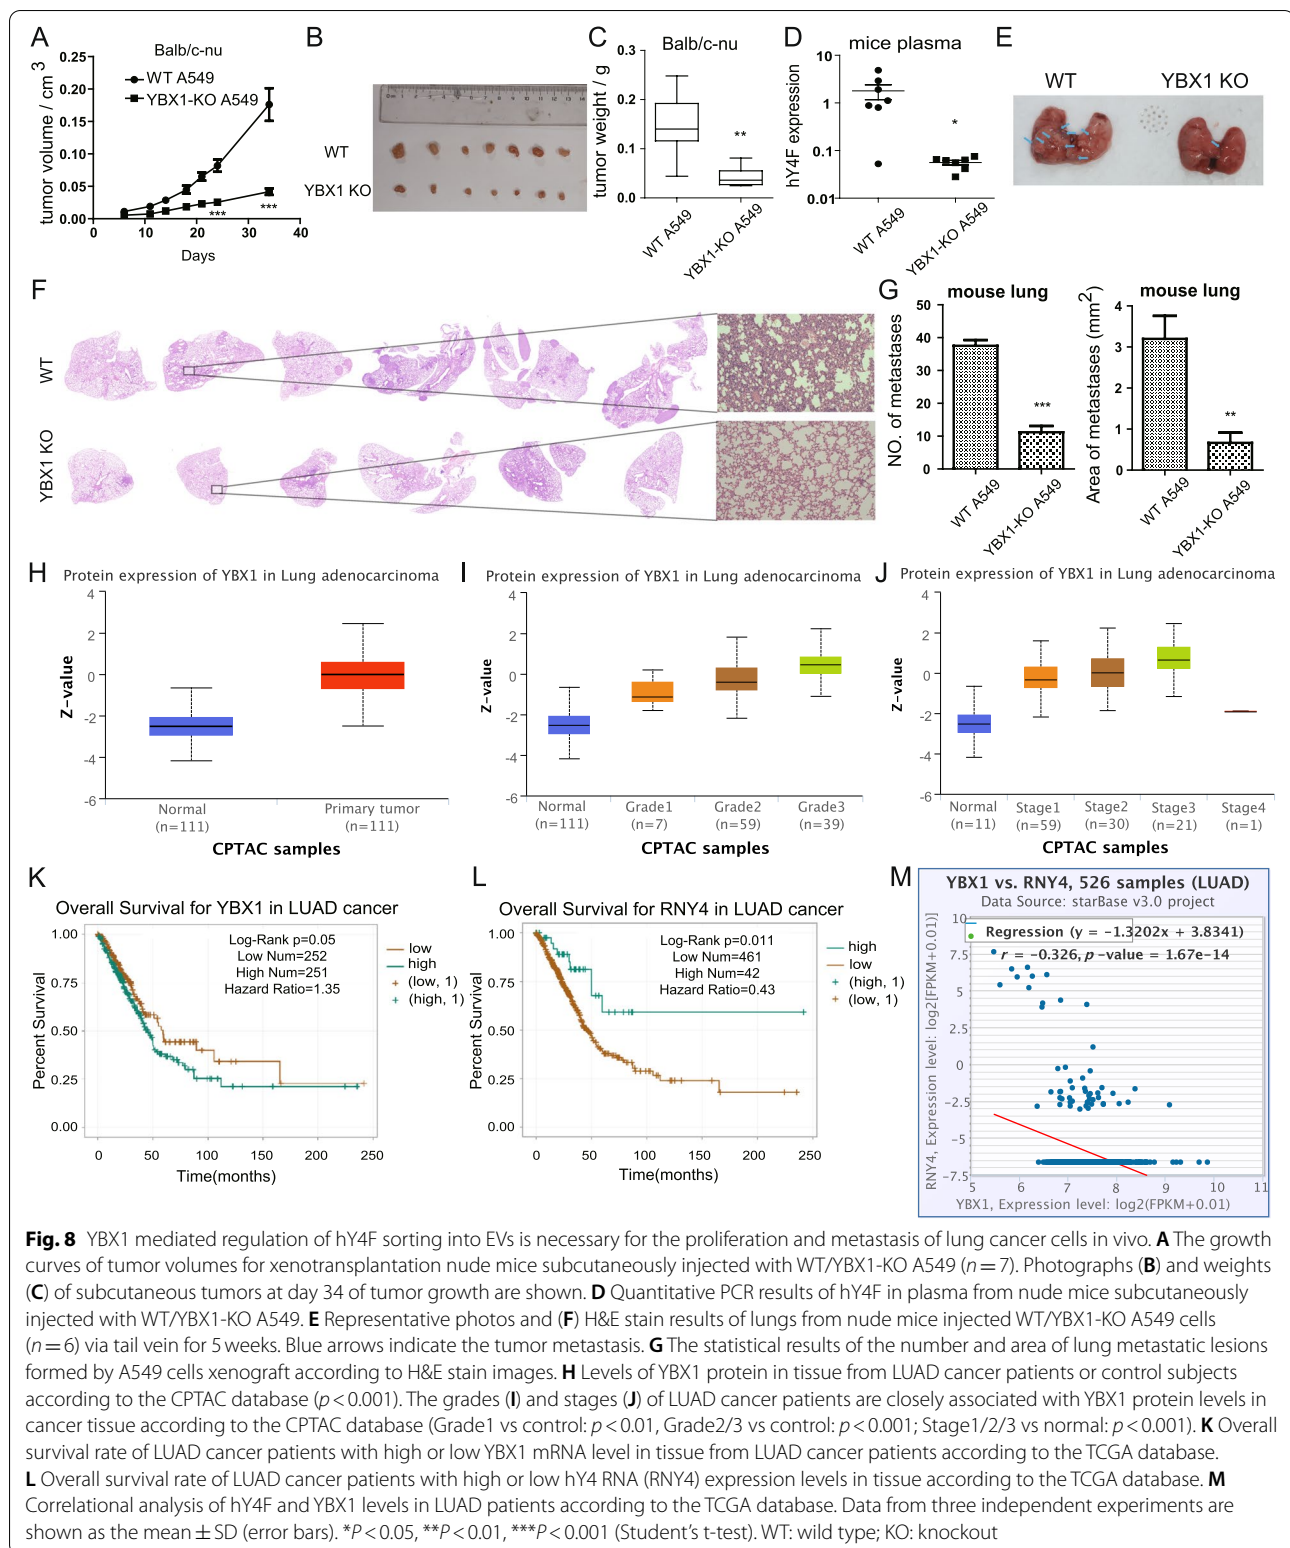 A
Balb/c-nu
tumor volume / cm 3
0.25
0.20
0.15
0.10
0.05
0.00
WT A549
YBX1-KO A549
***
***
0
10
20
30
40
Days
B
WT
YBX1 KO
C
Balb/c-nu
tumor weight / g
0.3
0.2
0.1
0.0
**
WT A549
YBX1-KO A549
D
mice plasma
hY4F expression
10
1
0.1
0.01
*
WT A549
YBX1-KO A549
E
WT
YBX1 KO
F
WT
YBX1 KO
G
mouse lung
NO. of metastases
50
40
30
20
10
0
***
WT A549
YBX1-KO A549
mouse lung
Area of metastases (mm2)
4
3
2
1
0
**
WT A549
YBX1-KO A549
H
Protein expression of YBX1 in Lung adenocarcinoma
Z-value
4
2
0
-2
-4
-6
Normal
(n=111)
Primary tumor
(n=111)
CPTAC samples
I
Protein expression of YBX1 in Lung adenocarcinoma
Z-value
4
2
0
-2
-4
-6
Normal
(n=111)
Grade1
(n=7)
Grade2
(n=59)
Grade3
(n=39)
CPTAC samples
J
Protein expression of YBX1 in Lung adenocarcinoma
Z-value
4
2
0
-2
-4
-6
Normal
(n=11)
Stage1
(n=59)
Stage2
(n=30)
Stage3
(n=21)
Stage4
(n=1)
CPTAC samples
K
Overall Survival for YBX1 in LUAD cancer
Percent Survival
1.00
0.75
0.50
0.25
0.00
Log-Rank p=0.05
Low Num=252
High Num=251
Hazard Ratio=1.35
low
high
(low, 1)
(high, 1)
0
50
100
150
200
250
Time(months)
L
Overall Survival for RNY4 in LUAD cancer
Percent Survival
1.00
0.75
0.50
0.25
0.00
Log-Rank p=0.011
Low Num=461
High Num=42
Hazard Ratio=0.43
high
low
(high, 1)
(low, 1)
0
50
100
150
200
250
Time(months)
M
YBX1 vs. RNY4, 526 samples (LUAD)
Data Source: starBase v3.0 project
Regression (y = −1.3202x + 3.8341)
r = −0.326, p -value = 1.67e-14
RNY4, Expression level: log2[FPKM+0.01)]
10
7.5
5
2.5
0
−2.5
−5
−7.5
5
6
7
8
9
10
11
YBX1, Expression level: log2(FPKM+0.01)
Fig. 8 YBX1 mediated regulation of hY4F sorting into EVs is necessary for the proliferation and metastasis of lung cancer cells in vivo. A The growth
curves of tumor volumes for xenotransplantation nude mice subcutaneously injected with WT/YBX1-KO A549 (n = 7). Photographs (B) and weights
(C) of subcutaneous tumors at day 34 of tumor growth are shown. D Quantitative PCR results of hY4F in plasma from nude mice subcutaneously
injected with WT/YBX1-KO A549. E Representative photos and (F) H&E stain results of lungs from nude mice injected WT/YBX1-KO A549 cells
(n = 6) via tail vein for 5 weeks. Blue arrows indicate the tumor metastasis. G The statistical results of the number and area of lung metastatic lesions
formed by A549 cells xenograft according to H&E stain images. H Levels of YBX1 protein in tissue from LUAD cancer patients or control subjects
according to the CPTAC database (p < 0.001). The grades (I) and stages (J) of LUAD cancer patients are closely associated with YBX1 protein levels in
cancer tissue according to the CPTAC database (Grade1 vs control: p < 0.01, Grade2/3 vs control: p < 0.001; Stage1/2/3 vs normal: p < 0.001). K Overall
survival rate of LUAD cancer patients with high or low YBX1 mRNA level in tissue from LUAD cancer patients according to the TCGA database.
L Overall survival rate of LUAD cancer patients with high or low hY4 RNA (RNY4) expression levels in tissue according to the TCGA database. M
Correlational analysis of hY4F and YBX1 levels in LUAD patients according to the TCGA database. Data from three independent experiments are
shown as the mean ± SD (error bars). *P < 0.05, **P < 0.01, ***P < 0.001 (Student's t-test). WT: wild type; KO: knockout